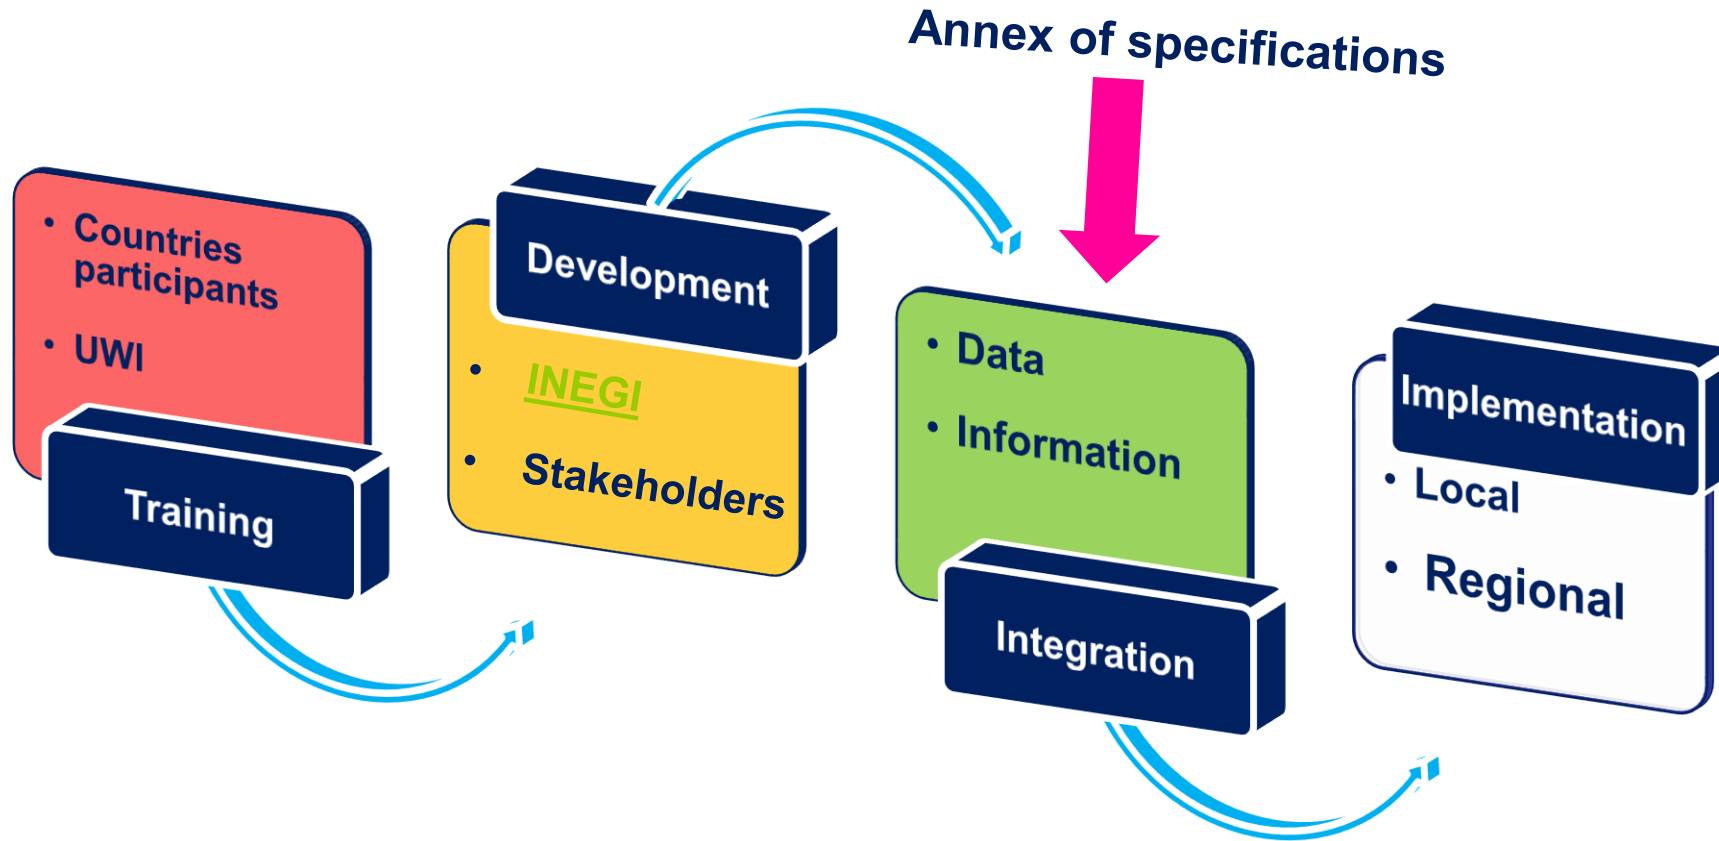 Annex of specifications
• Countries
participants
• UWI
Training
Development
• INEGI
• Stakeholders
• Data
• Information
Integration
Implementation
• Local
• Regional